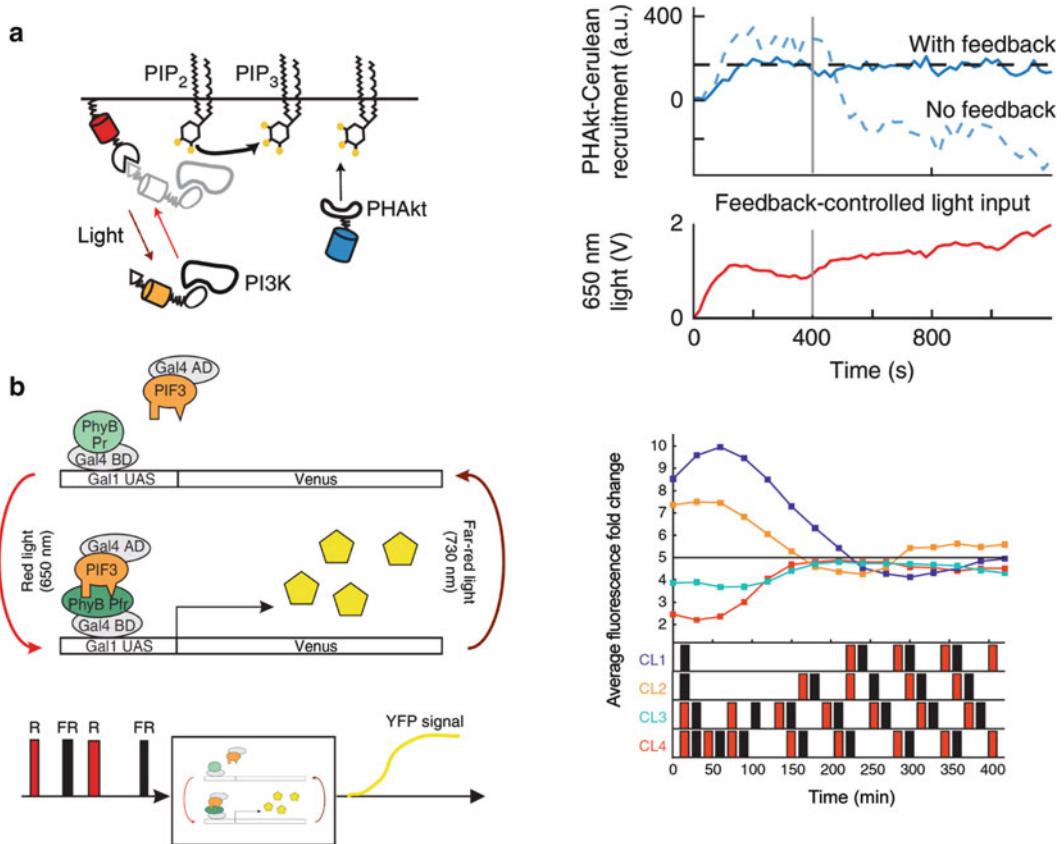 a
PIP2
PIP3
Light
PI3K
PHAkt
PHAkt-Cerulean
recruitment (a.u.)
400
0
With feedback
No feedback
Feedback-controlled light input
650 nm
light (V)
2
0
0
400
800
Time (s)
b
Gal4 AD
PIF3
PhyB
Pr
Gal4 BD
Gal1 UAS
Venus
Red light
(650 nm)
Far-red light
(730 nm)
Gal4 AD
PIF3
PhyB Pfr
Gal4 BD
Gal1 UAS
Venus
R
FR
R
FR
YFP signal
Average fluorescence fold change
10
9
8
7
6
5
4
3
2
CL1
CL2
CL3
CL4
0
50
100
150
200
250
300
350
400
Time (min)